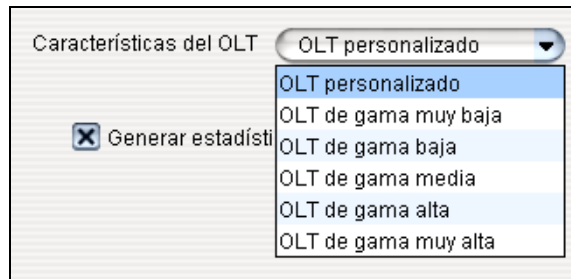 Características del OLT OLT personalizado
OLT personalizado
OLT de gama muy baja
Generar estadísti OLT de gama baja
OLT de gama media
OLT de gama alta
OLT de gama muy alta